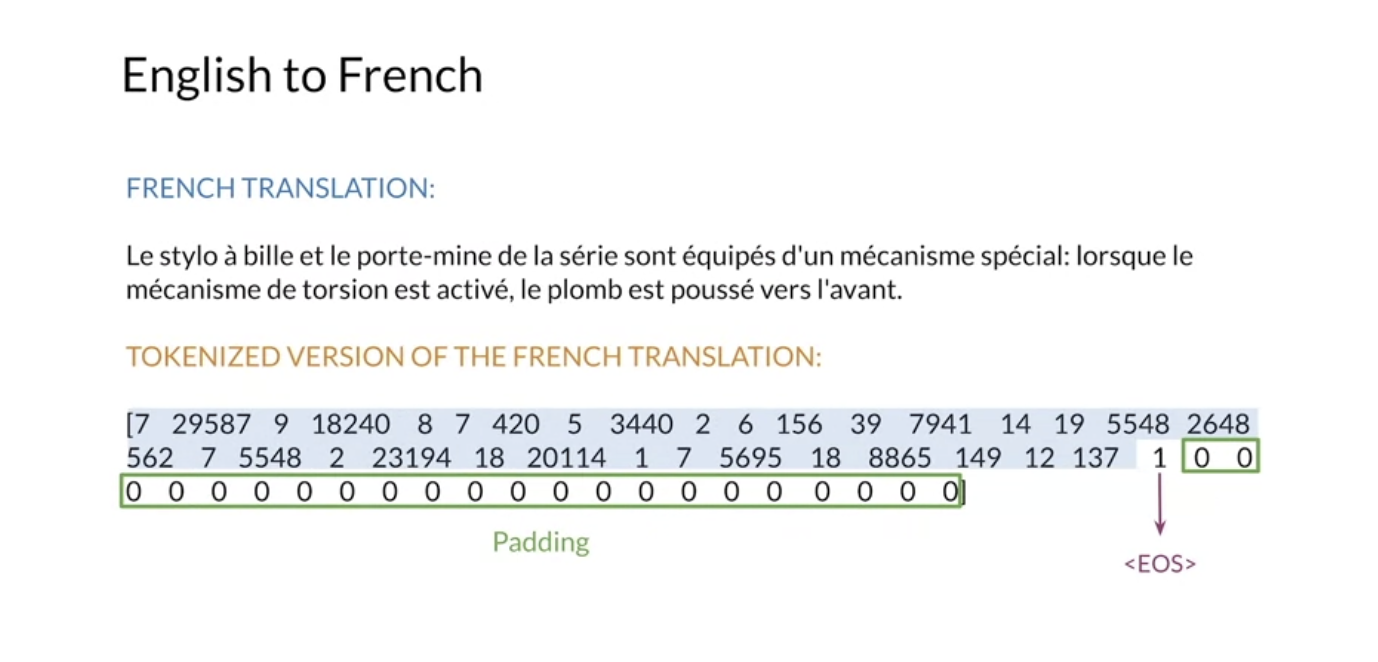 English to French
FRENCH TRANSLATION:
Le stylo à bille et le porte-mine de la série sont équipés d'un mécanisme spécial: lorsque le
mécanisme de torsion est activé, le plomb est poussé vers l'avant.
TOKENIZED VERSION OF THE FRENCH TRANSLATION:
[7 29587 9 18240 8 7 420 5 3440 2 6 156 39 7941 14 19 5548 2648
562 7 5548 2 23194 18 20114 1 7 5695 18 8865 149 12 137 1 0 0
0 0 0 0 0 0 0 0 0 0 0 0 0 0 0 0 0 0 0 0]
Padding
<EOS>